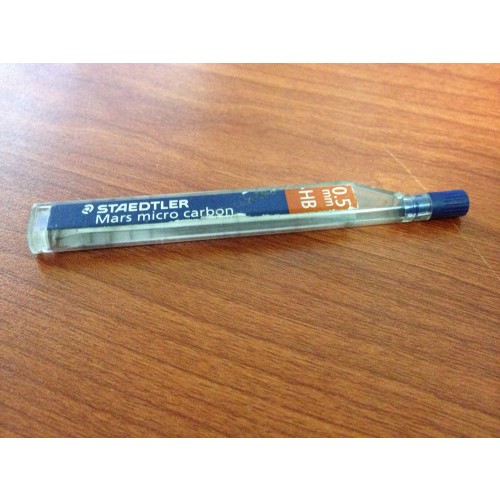 STAEDTLER
Mars micro carbon
0.5
mm
HB